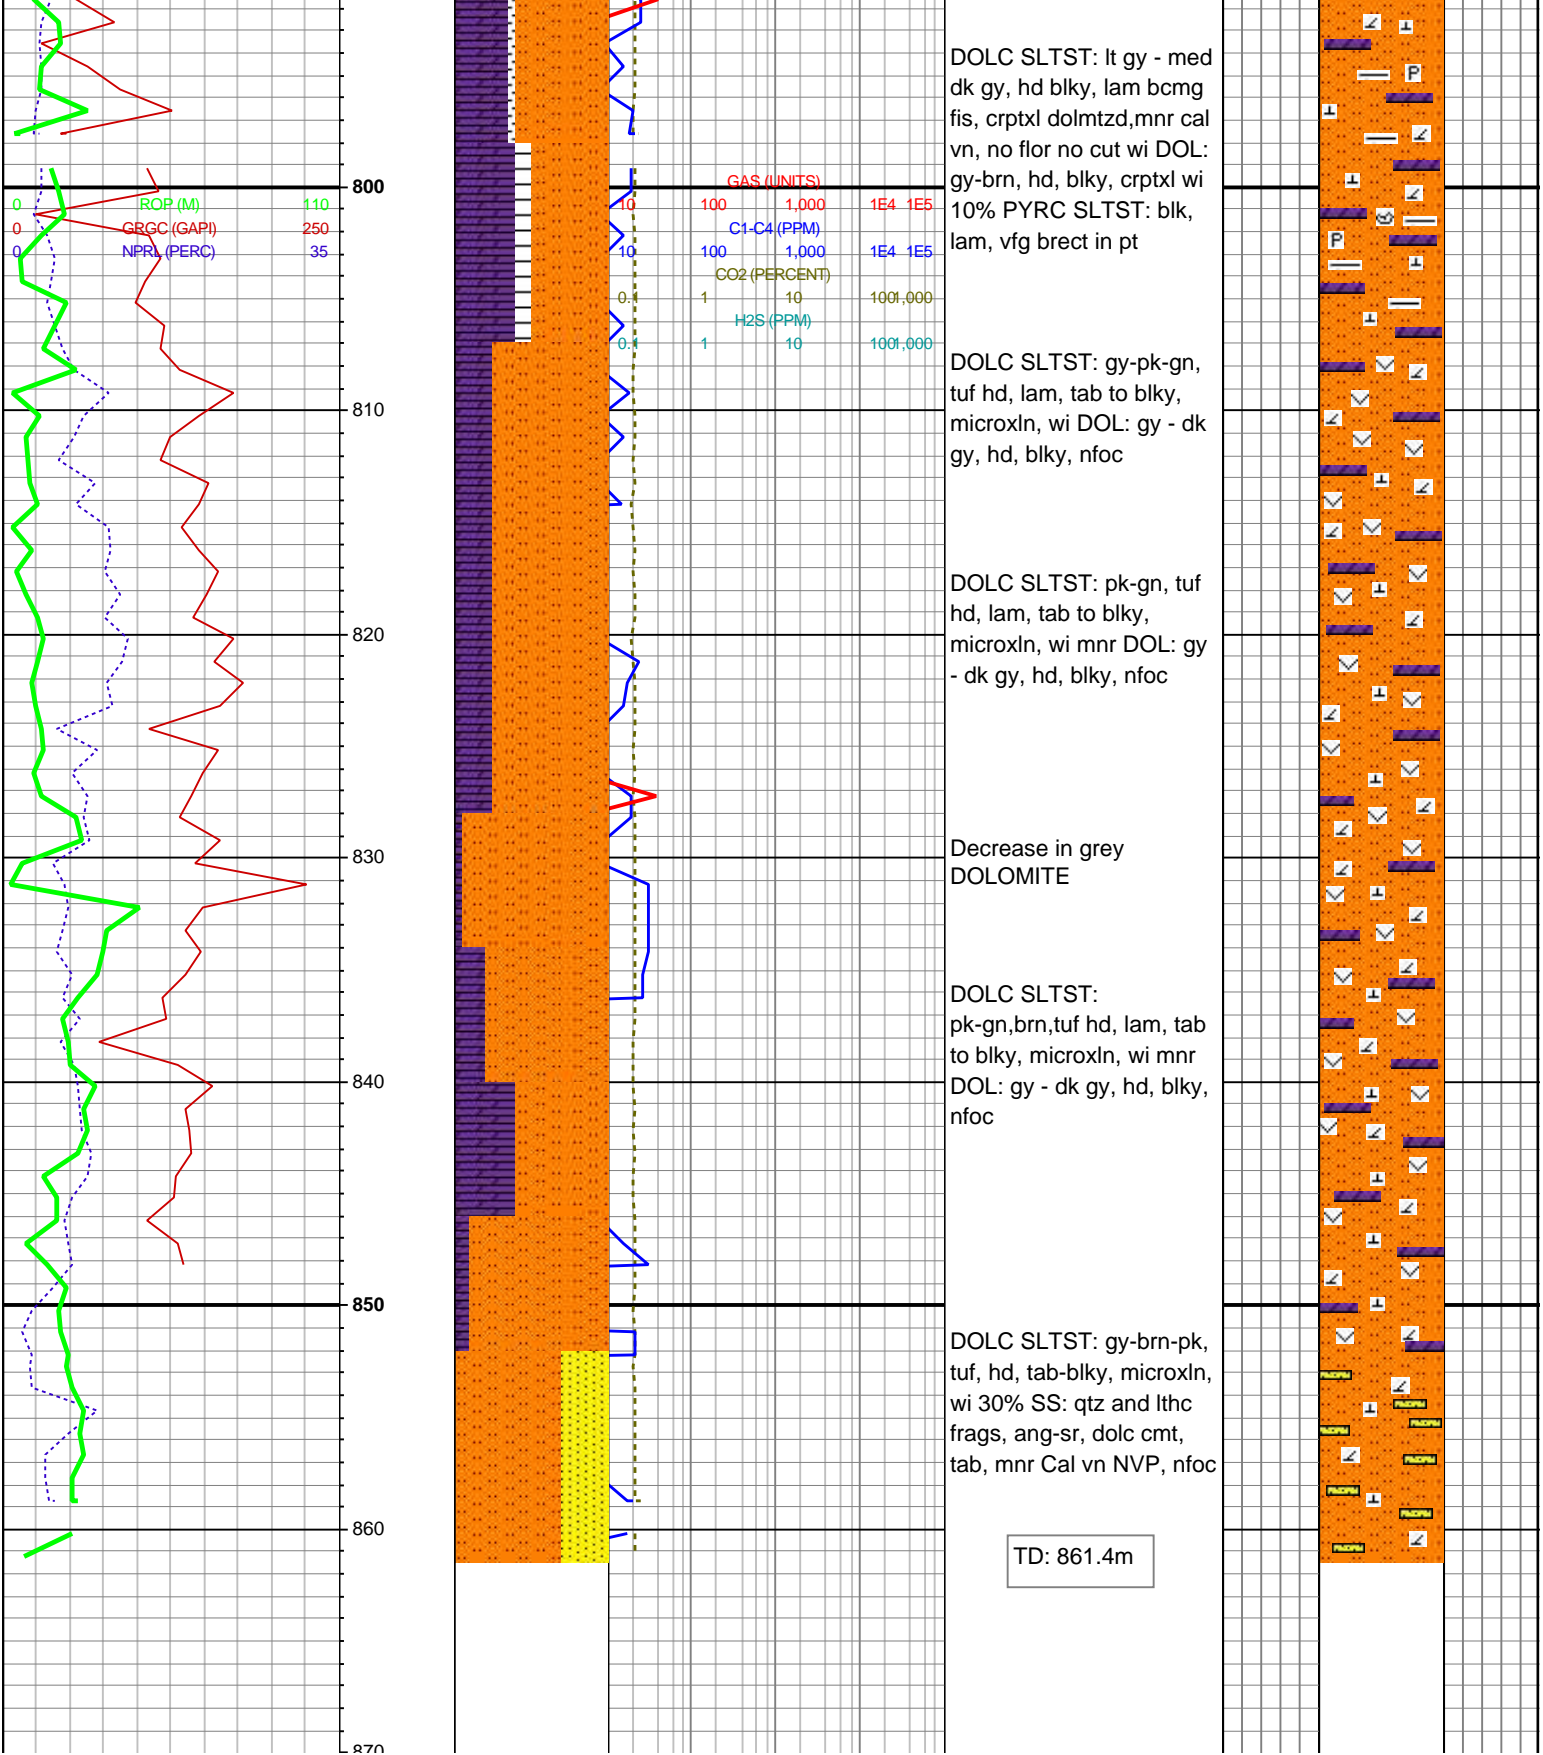 DOLC SLTST: lt gy - med
dk gy, hd blky, lam bcmg
fis, crptxl dolmtzd,mnr cal
vn, no flor no cut wi DOL:
gy-brn, hd, blky, crptxl wi
10% PYRC SLTST: blk,
lam, vfg brect in pt
P
800
GAS (UNITS)
10 100 1,000 1E4 1E5
C1-C4 (PPM)
10 100 1,000 1E4 1E5
CO2 (PERCENT)
0.1 1 10 100 1,000
H2S (PPM)
0.1 1 10 100 1,000
0 ROP (M) 110
0 GRGC (GAPI) 250
0 NPRL (PERC) 35
P
DOLC SLTST: gy-pk-gn,
tuf hd, lam, tab to blky,
microxln, wi DOL: gy - dk
gy, hd, blky, nfoc
810
DOLC SLTST: pk-gn, tuf
hd, lam, tab to blky,
microxln, wi mnr DOL: gy
- dk gy, hd, blky, nfoc
820
Decrease in grey
DOLOMITE
830
DOLC SLTST:
pk-gn,brn,tuf hd, lam, tab
to blky, microxln, wi mnr
DOL: gy - dk gy, hd, blky,
nfoc
840
850
DOLC SLTST: gy-brn-pk,
tuf, hd, tab-blky, microxln,
wi 30% SS: qtz and lthc
frags, ang-sr, dolc cmt,
tab, mnr Cal vn NVP, nfoc
860
TD: 861.4m
870